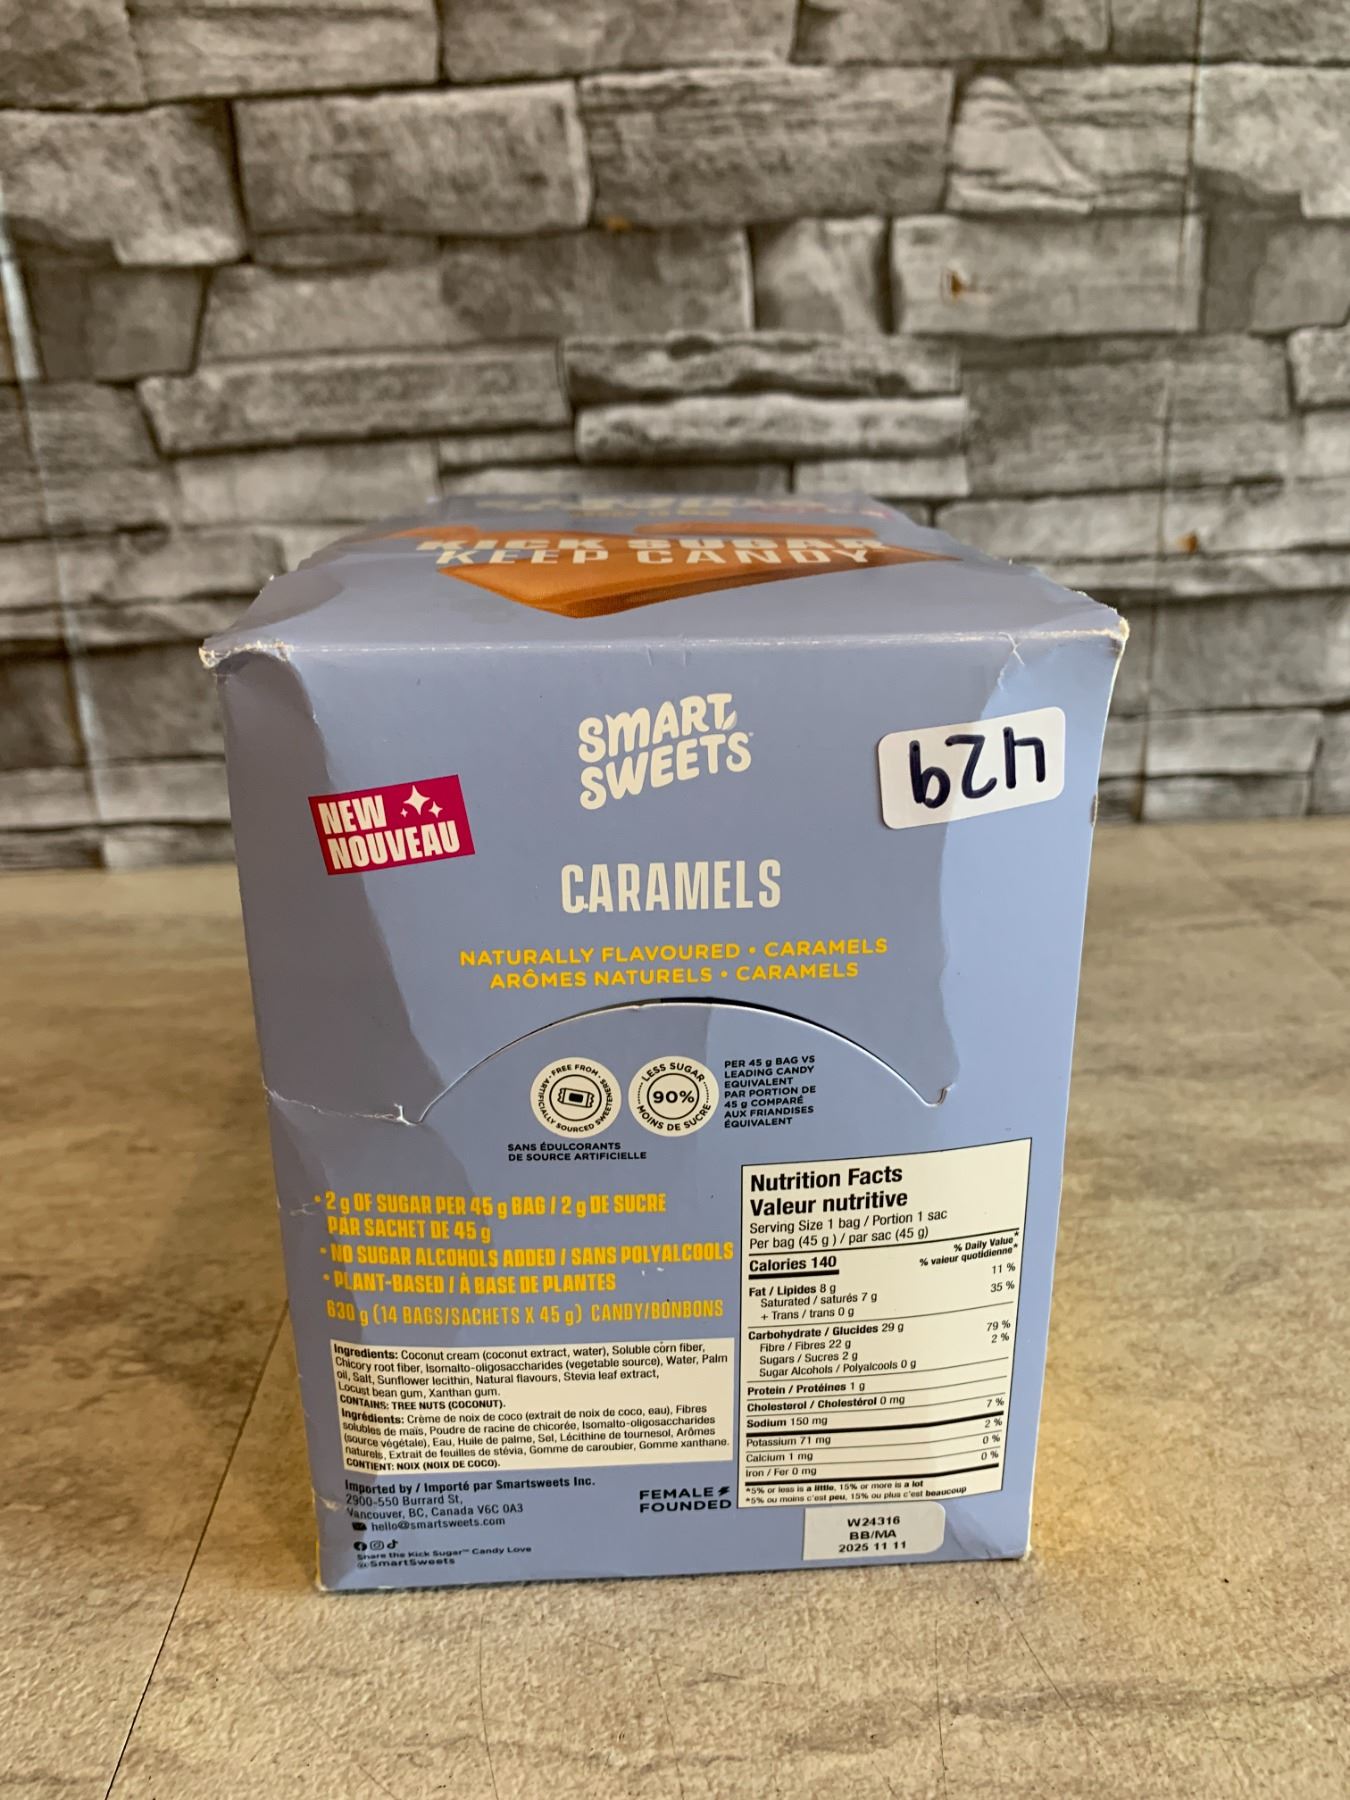 KICK SUGAR
KEEP CANDY
SMART
SWEETS
429
NEW
NOUVEAU
CARAMELS
NATURALLY FLAVOURED • CARAMELS
ARÔMES NATURELS • CARAMELS
FREE FROM • ARTIFICIALLY SOURCED SWEETENERS
SANS ÉDULCORANTS
DE SOURCE ARTIFICIELLE
LESS SUGAR
90%
MOINS DE SUCRE
PER 45 g BAG VS
LEADING CANDY
EQUIVALENT
PAR PORTION DE
45 g COMPARÉ
AUX FRIANDISES
ÉQUIVALENT
• 2 g OF SUGAR PER 45 g BAG / 2 g DE SUCRE
PAR SACHET DE 45 g
• NO SUGAR ALCOHOLS ADDED / SANS POLYALCOOLS
• PLANT-BASED / À BASE DE PLANTES
630 g (14 BAGS/SACHETS X 45 g) CANDY/BONBONS
Ingredients: Coconut cream (coconut extract, water), Soluble corn fiber,
Chicory root fiber, Isomalto-oligosaccharides (vegetable source), Water, Palm
oil, Salt, Sunflower lecithin, Natural flavours, Stevia leaf extract,
Locust bean gum, Xanthan gum.
CONTAINS: TREE NUTS (COCONUT).
Ingrédients: Crème de noix de coco (extrait de noix de coco, eau), Fibres
solubles de maïs, Poudre de racine de chicorée, Isomalto-oligosaccharides
(source végétale), Eau, Huile de palme, Sel, Lécithine de tournesol, Arômes
naturels, Extrait de feuilles de stévia, Gomme de caroubier, Gomme xanthane.
CONTIENT: NOIX (NOIX DE COCO).
Imported by / Importé par Smartsweets Inc.
2900-550 Burrard St,
Vancouver, BC, Canada V6C 0A3
hello@smartsweets.com
Share the Kick Sugar™ Candy Love
@SmartSweets
FEMALE
FOUNDED
Nutrition Facts
Valeur nutritive
Serving Size 1 bag / Portion 1 sac
Per bag (45 g) / par sac (45 g)
Calories 140
% Daily Value*
% valeur quotidienne*
Fat / Lipides 8 g 11 %
Saturated / saturés 7 g 35 %
+ Trans / trans 0 g
Carbohydrate / Glucides 29 g
Fibre / Fibres 22 g 79 %
Sugars / Sucres 2 g 2 %
Sugar Alcohols / Polyalcools 0 g
Protein / Protéines 1 g
Cholesterol / Cholestérol 0 mg
Sodium 150 mg 7 %
Potassium 71 mg 2 %
Calcium 1 mg 0 %
Iron / Fer 0 mg 0 %
*5% or less is a little, 15% or more is a lot
*5% ou moins c'est peu, 15% ou plus c'est beaucoup
W24316
BB/MA
2025 11 11